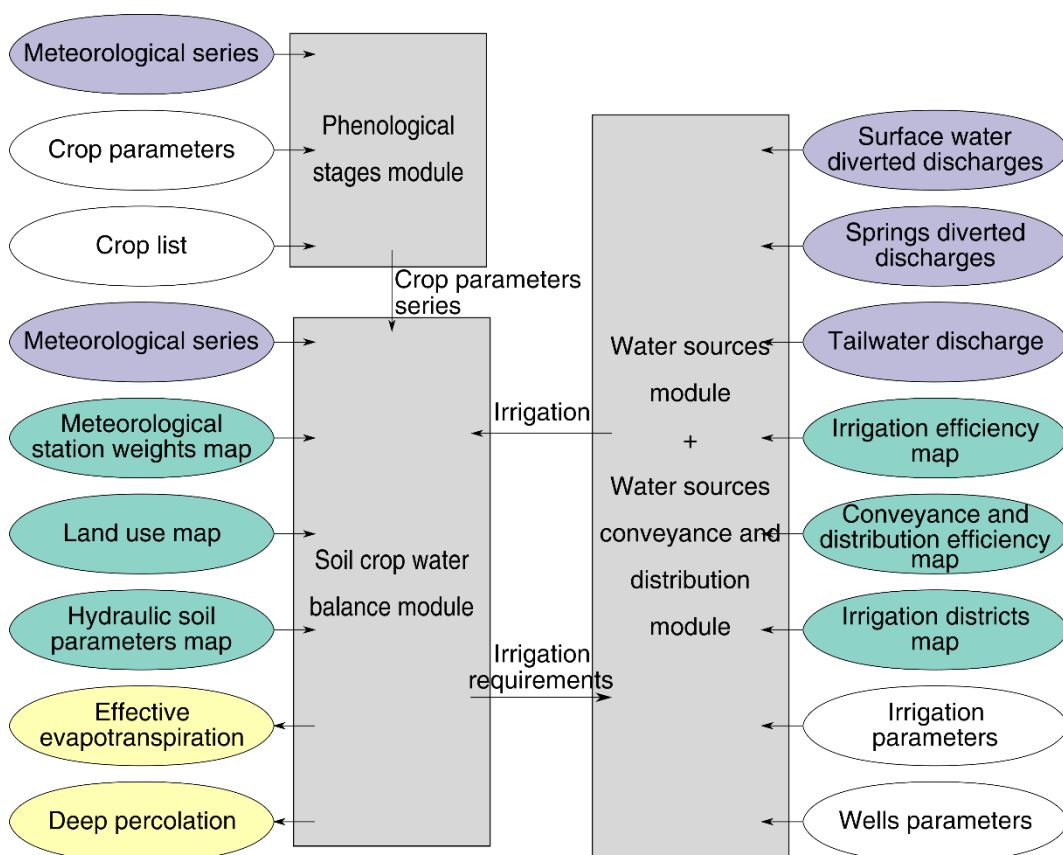 Meteorological series
Crop parameters
Crop list
Phenological
stages module
Crop parameters
series
Meteorological series
Meteorological
station weights map
Land use map
Hydraulic soil
parameters map
Effective
evapotranspiration
Deep percolation
Soil crop water
balance module
Irrigation
Irrigation
requirements
Water sources
module
+
Water sources
conveyance and
distribution
module
Surface water
diverted discharges
Springs diverted
discharges
Tailwater discharge
Irrigation efficiency
map
Conveyance and
distribution efficiency
map
Irrigation districts
map
Irrigation
parameters
Wells parameters